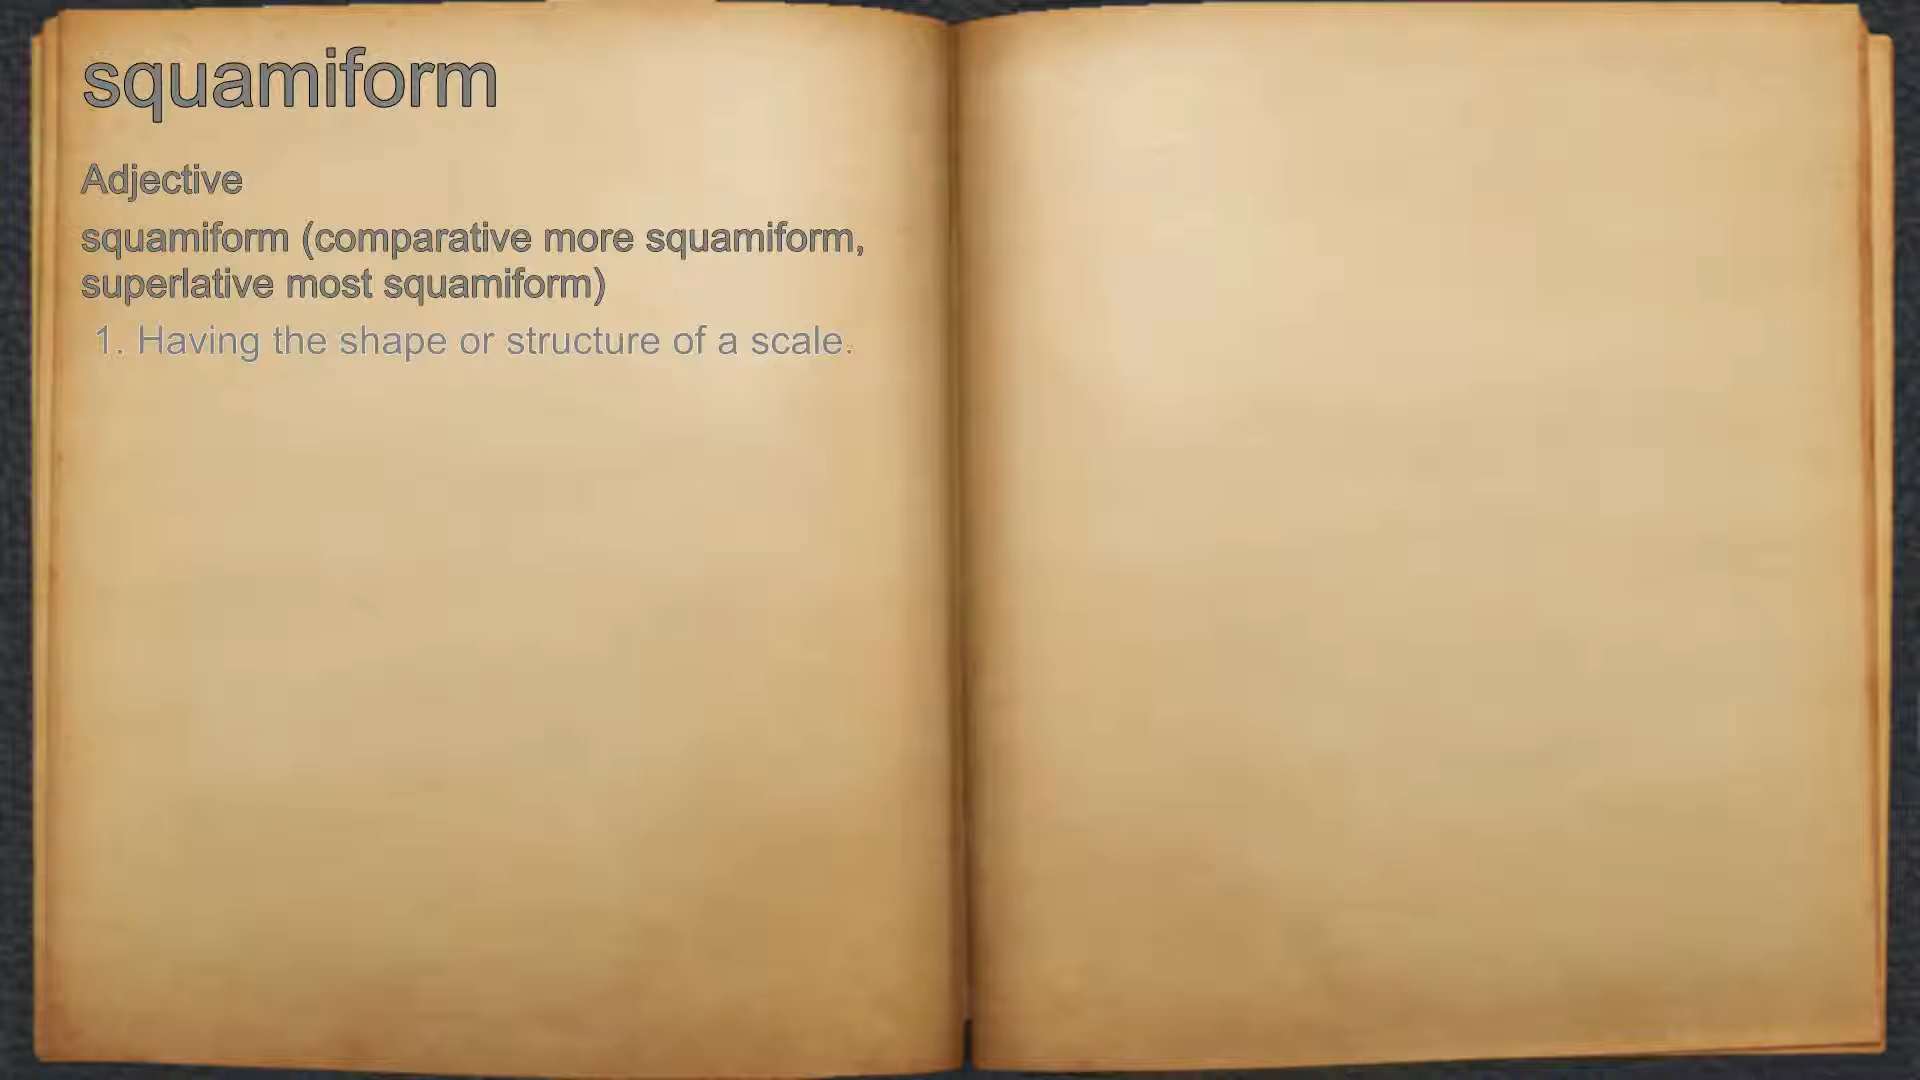 squamiform
Adjective
squamiform (comparative more squamiform,
superlative most squamiform)
1. Having the shape or structure of a scale.